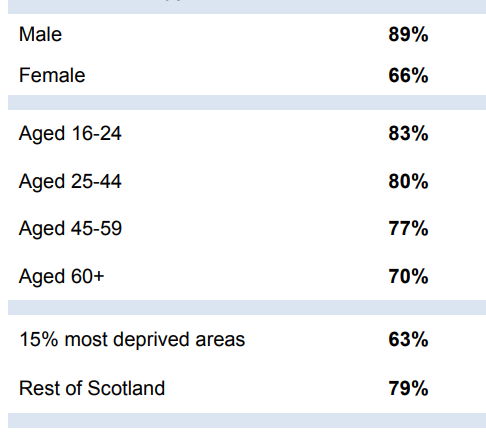 Male 89%
Female 66%
Aged 16-24 83%
Aged 25-44 80%
Aged 45-59 77%
Aged 60+ 70%
15% most deprived areas 63%
Rest of Scotland 79%